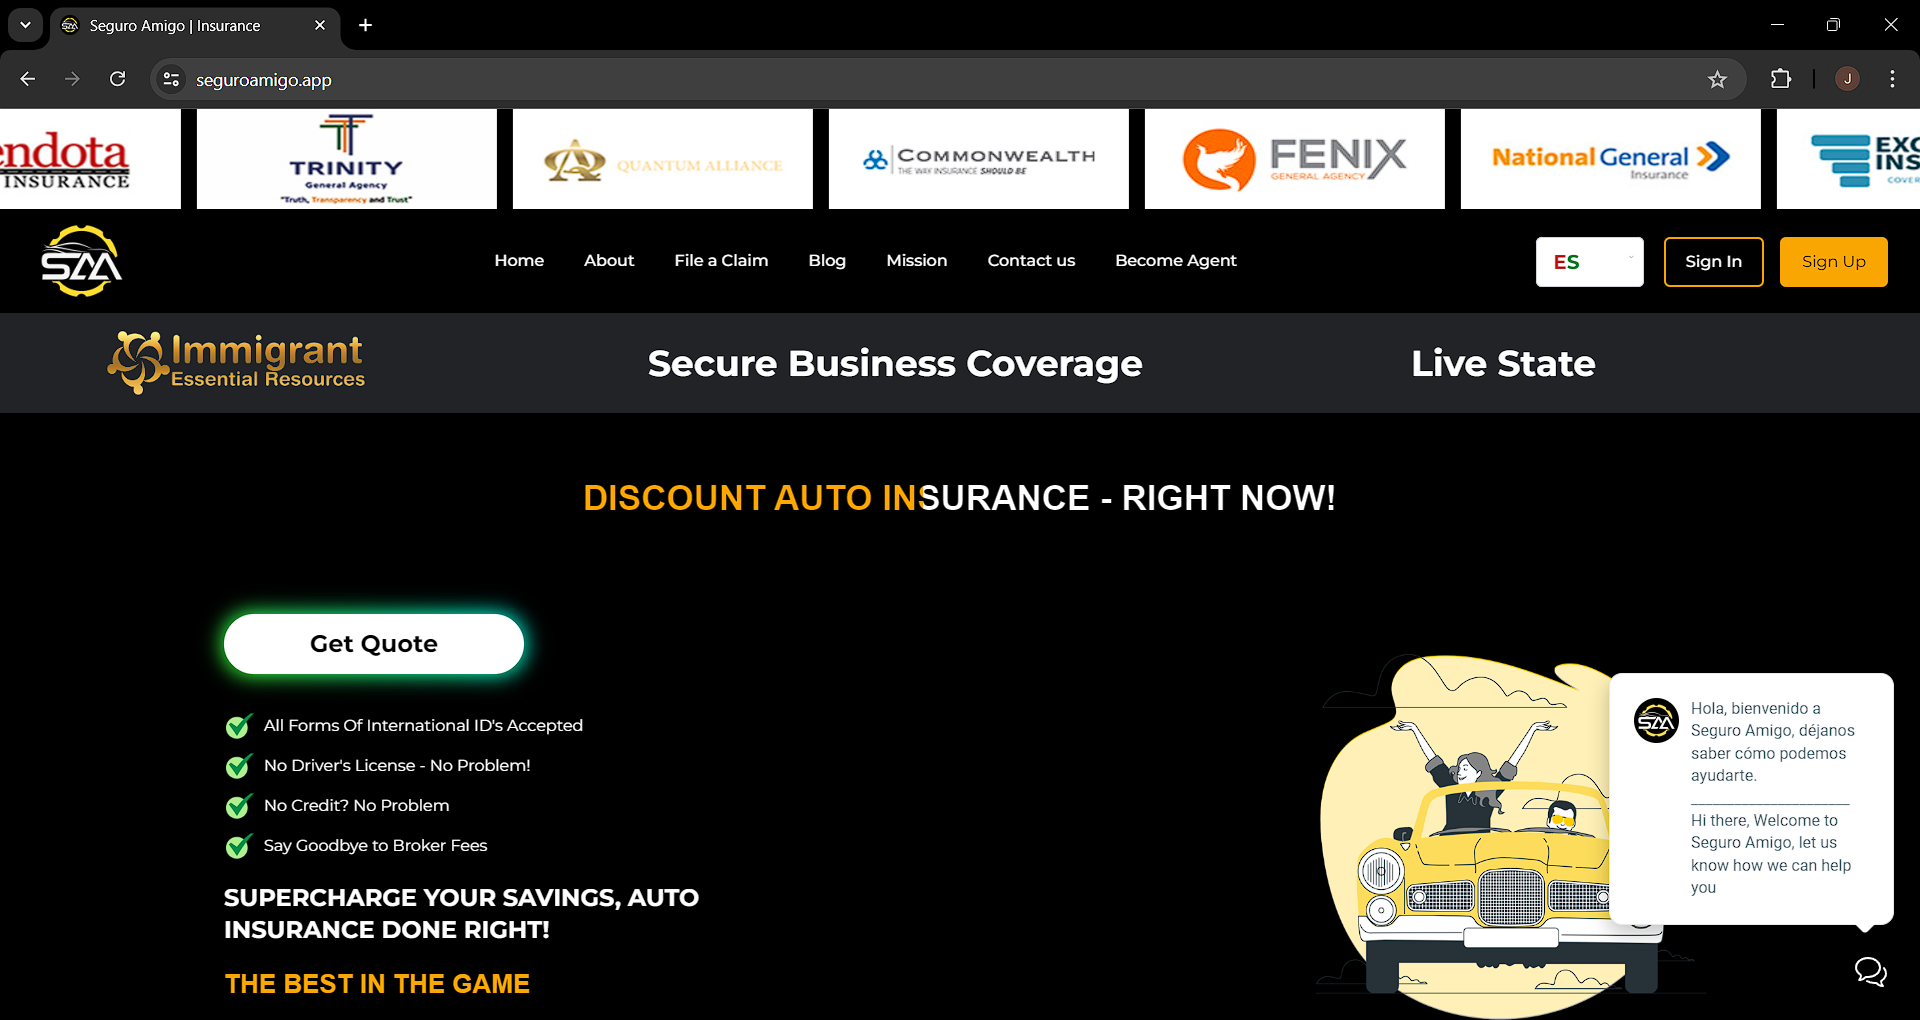 Seguro Amigo | Insurance
seguroamigo.app
J
endota
INSURANCE
TRINITY
General Agency
"Truth, Transparency and Trust"
QA QUANTUM ALLIANCE
COMMONWEALTH
THE WAY INSURANCE SHOULD BE
FENIX
GENERAL AGENCY
National General
Insurance
EXC
INS
COVER
SAA
Home About File a Claim Blog Mission Contact us Become Agent
ES
Sign In
Sign Up
Immigrant
Essential Resources
Secure Business Coverage
Live State
DISCOUNT AUTO INSURANCE - RIGHT NOW!
Get Quote
All Forms Of International ID's Accepted
No Driver's License - No Problem!
No Credit? No Problem
Say Goodbye to Broker Fees
SUPERCHARGE YOUR SAVINGS, AUTO
INSURANCE DONE RIGHT!
THE BEST IN THE GAME
SAA
Hola, bienvenido a
Seguro Amigo, déjanos
saber cómo podemos
ayudarte.
Hi there, Welcome to
Seguro Amigo, let us
know how we can help
you